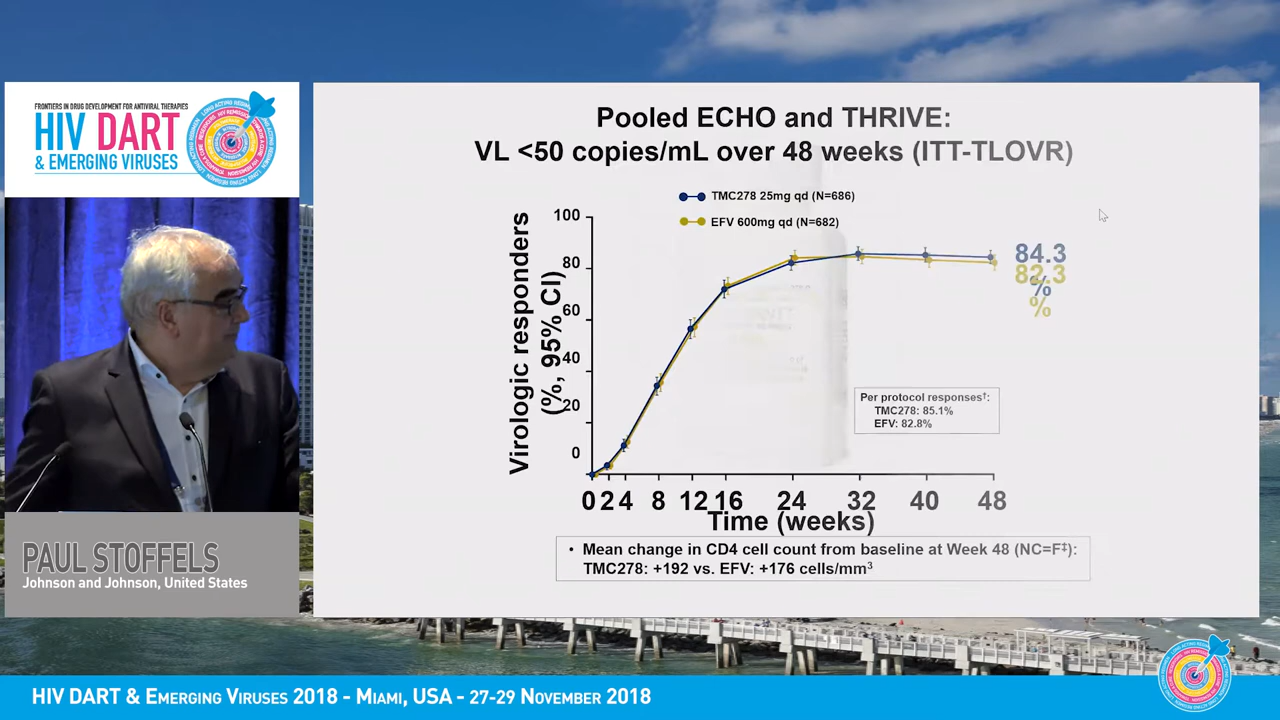 FRONTIERS IN DRUG DEVELOPMENT FOR ANTIVIRAL THERAPIES
HIV DART
& EMERGING VIRUSES
PAUL STOFFELS
Johnson and Johnson, United States
Pooled ECHO and THRIVE:
VL <50 copies/mL over 48 weeks (ITT-TLOVR)
TMC278 25mg qd (N=686)
EFV 600mg qd (N=682)
Virologic responders
(%, 95% CI)
100
80
60
40
20
0
84.3
%
82.3
%
Per protocol responses†:
TMC278: 85.1%
EFV: 82.8%
0 2 4 8 12 16 24 32 40 48
Time (weeks)
• Mean change in CD4 cell count from baseline at Week 48 (NC=F‡):
TMC278: +192 vs. EFV: +176 cells/mm³
HIV DART & EMERGING VIRUSES 2018 - MIAMI, USA - 27-29 NOVEMBER 2018